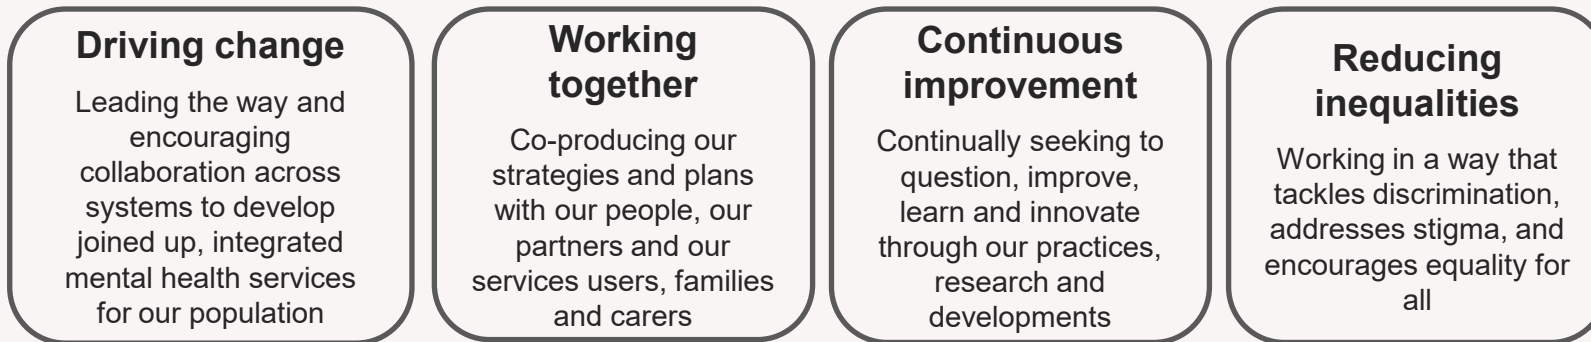 Driving change
Leading the way and
encouraging
collaboration across
systems to develop
joined up, integrated
mental health services
for our population
Working
together
Co-producing our
strategies and plans
with our people, our
partners and our
services users, families
and carers
Continuous
improvement
Continually seeking to
question, improve,
learn and innovate
through our practices,
research and
developments
Reducing
inequalities
Working in a way that
tackles discrimination,
addresses stigma, and
encourages equality for
all